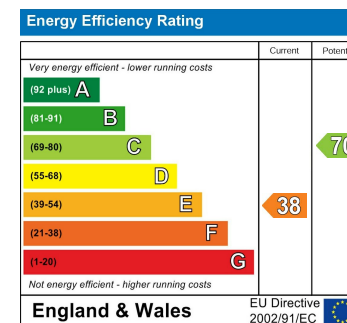 Energy Efficiency Rating
Current
Very energy efficient - lower running costs
(92 plus) A
(81-91) B
(69-80) C
(55-68) D
(39-54) E
38
(21-38) F
(1-20) G
Not energy efficient - higher running costs
England & Wales
EU Directive
2002/91/EC